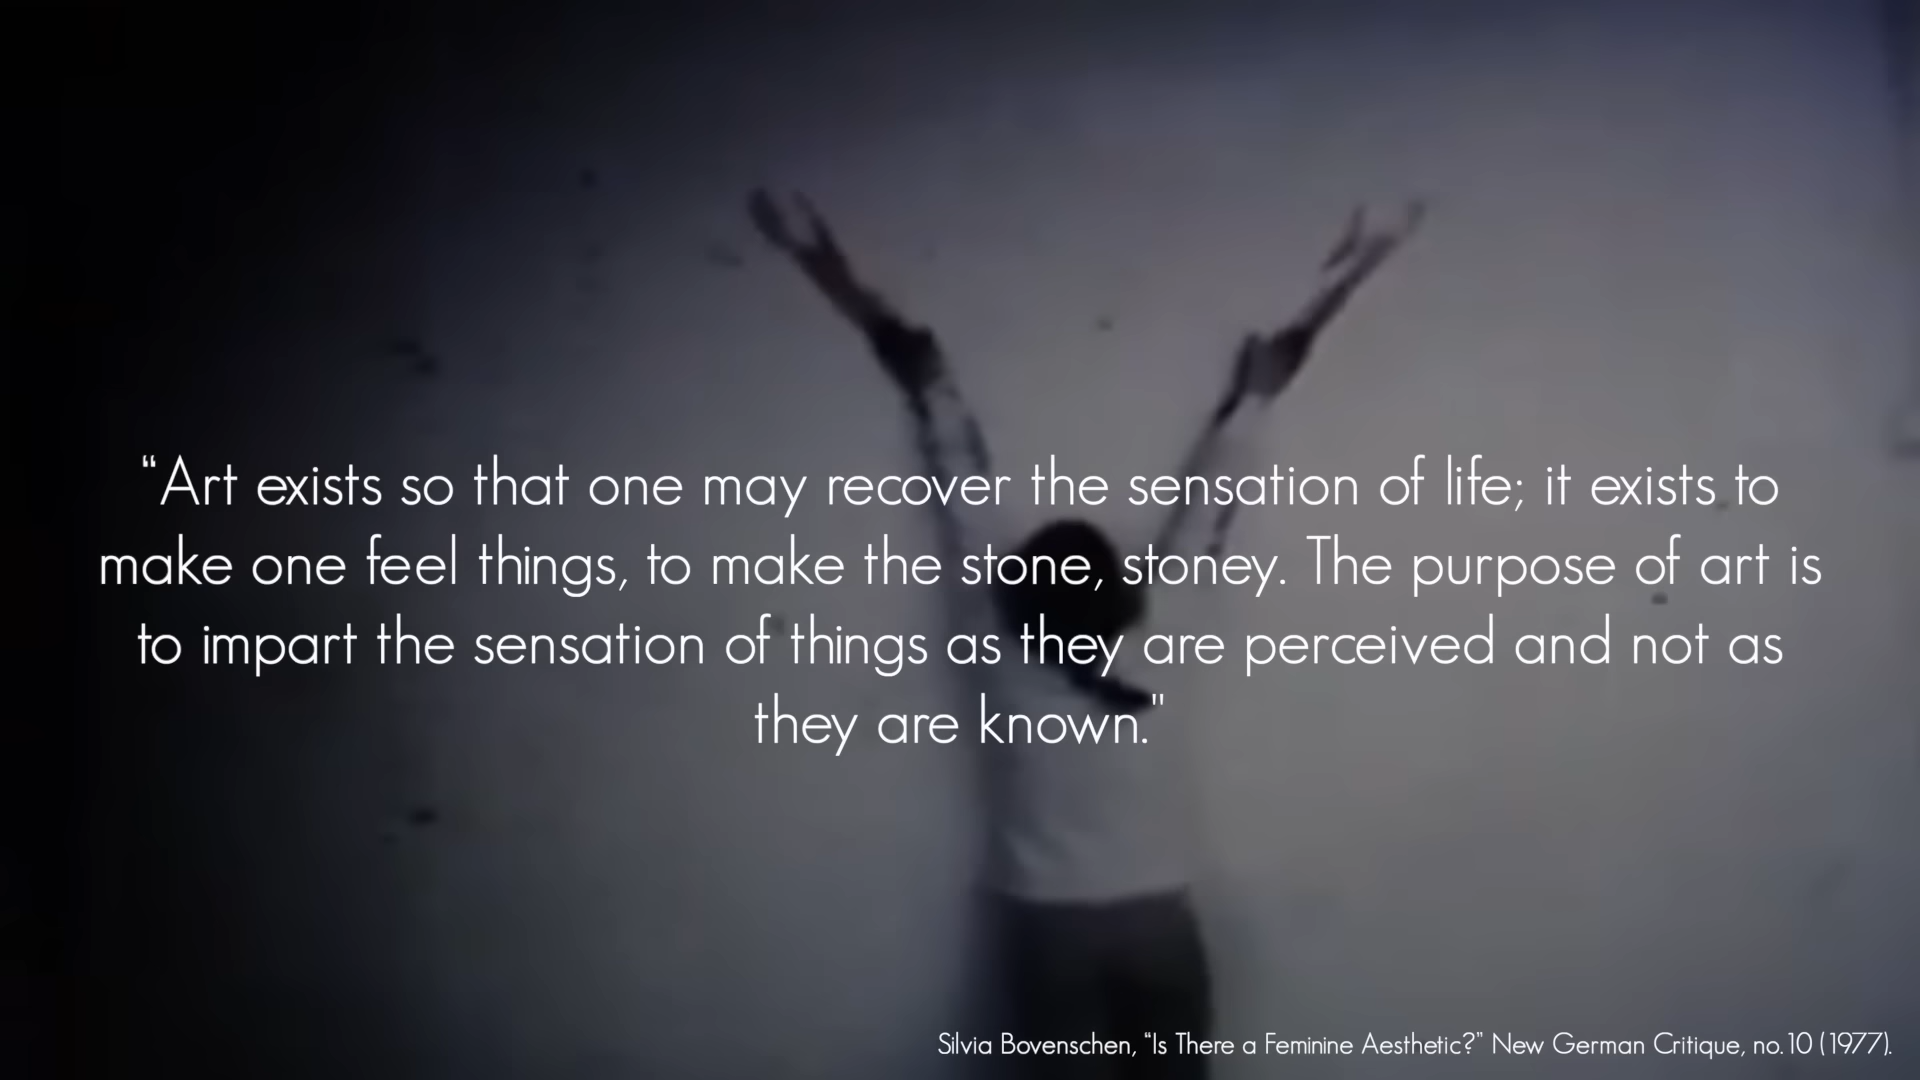 “Art exists so that one may recover the sensation of life; it exists to
make one feel things, to make the stone, stoney. The purpose of art is
to impart the sensation of things as they are perceived and not as
they are known."
Silvia Bovenschen, “Is There a Feminine Aesthetic?” New German Critique, no.10 (1977).